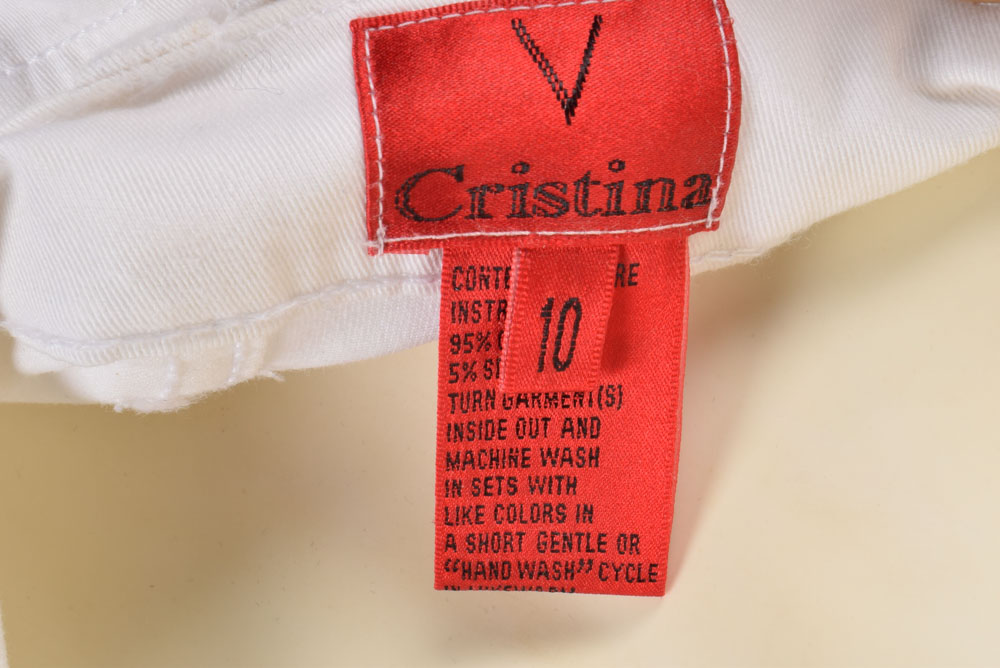 V
Cristina
10
CONTE RE
INSTR
95%
5% S
TURN GARMENT(S)
INSIDE OUT AND
MACHINE WASH
IN SETS WITH
LIKE COLORS IN
A SHORT GENTLE OR
“HAND WASH” CYCLE